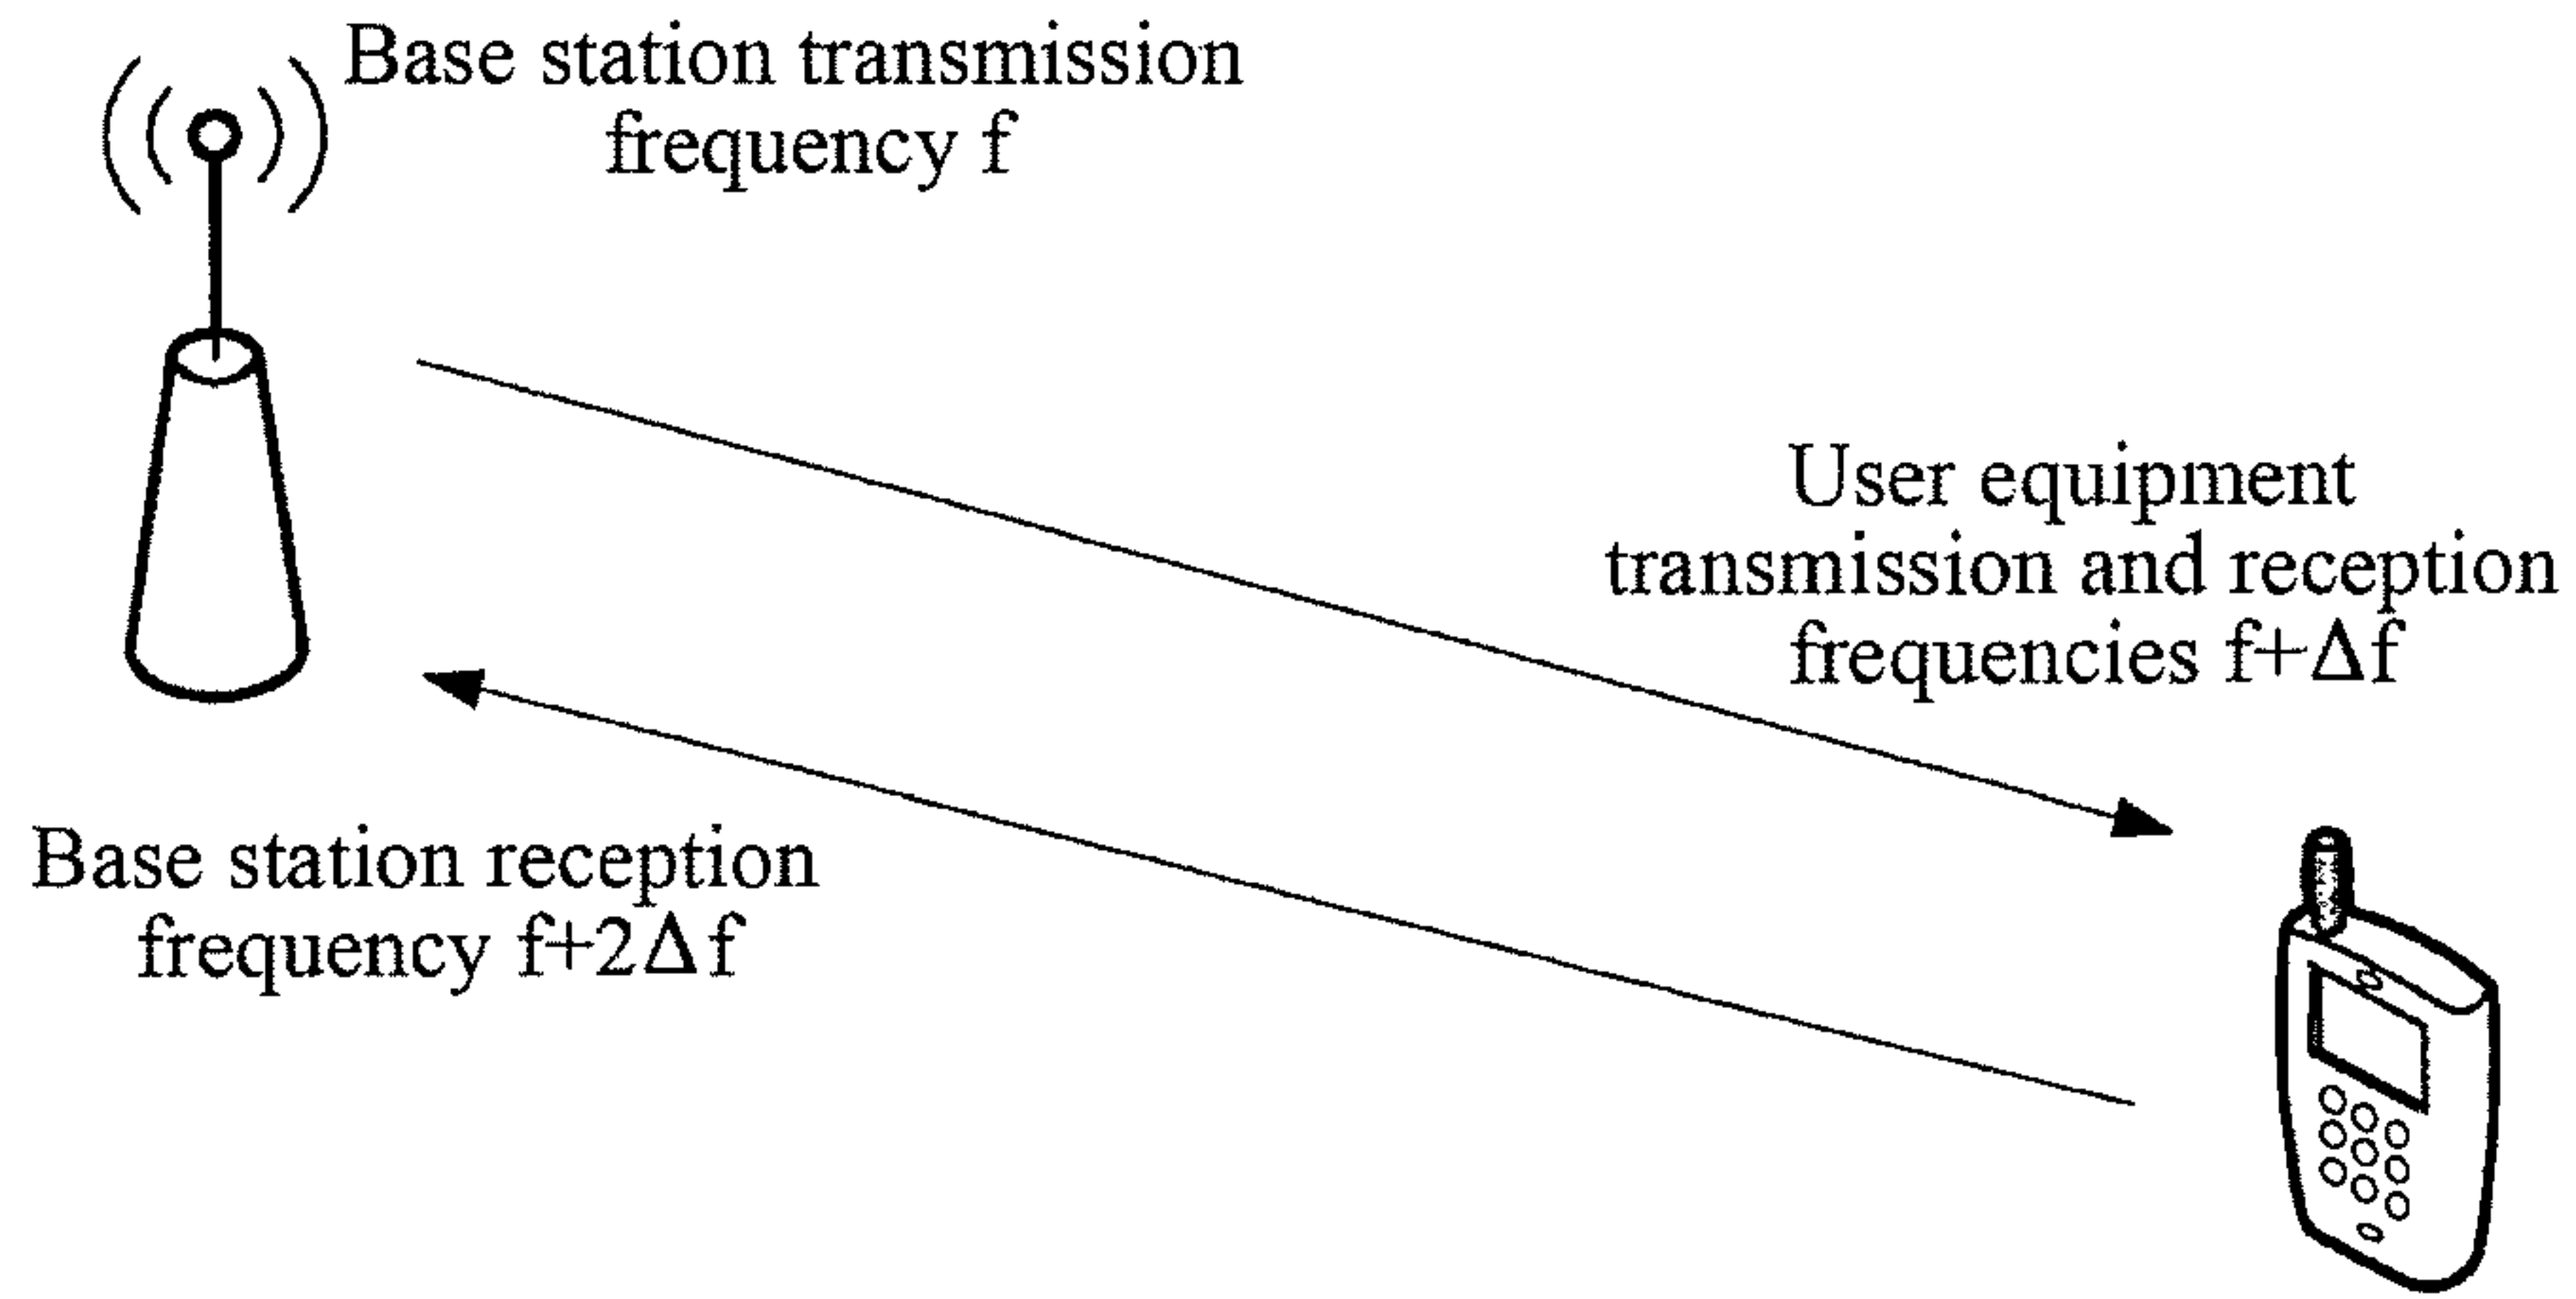 Base station transmission
frequency f
User equipment
transmission and reception
frequencies f+Δf
Base station reception
frequency f+2Δf